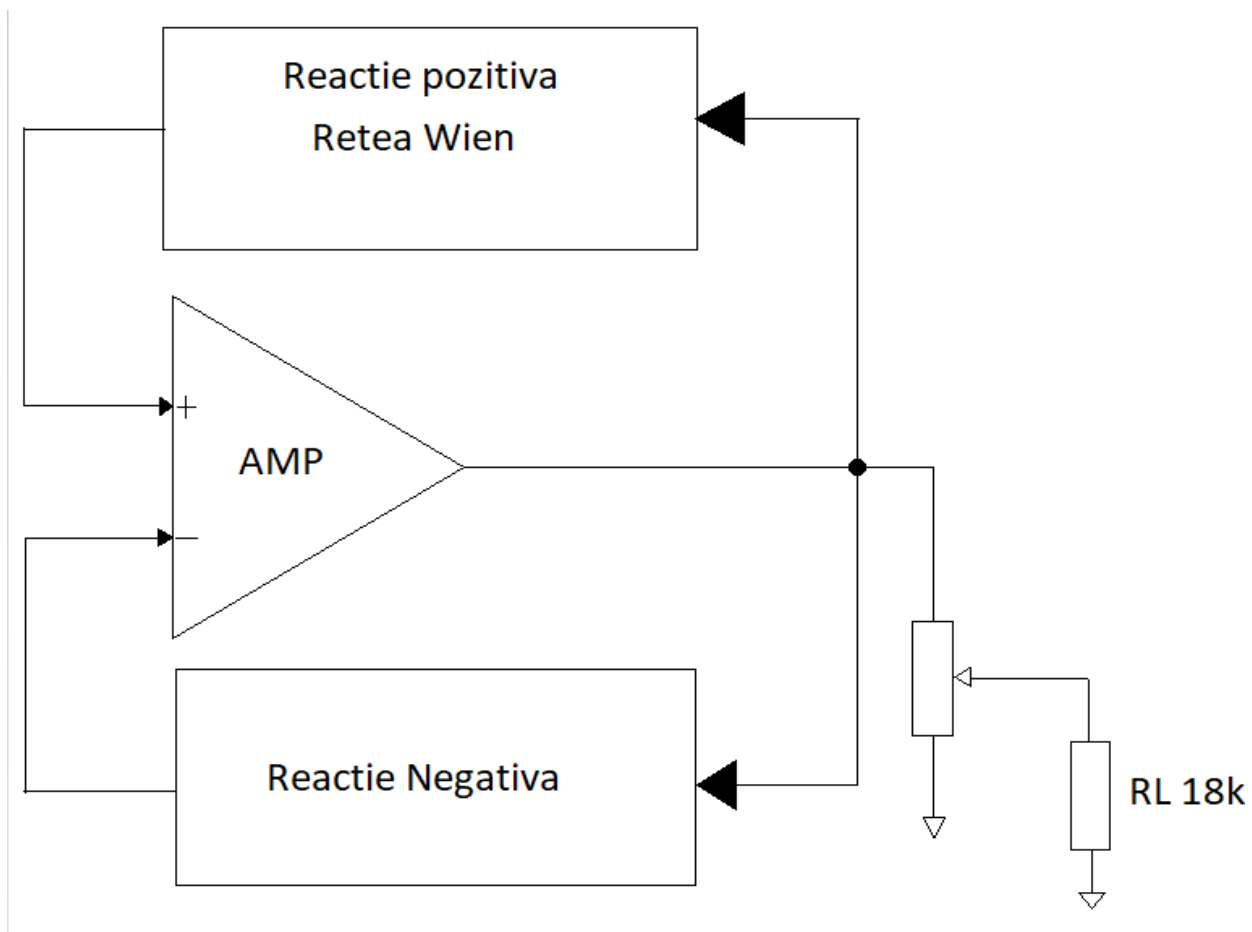 Reactie pozitiva
Retea Wien
+
AMP
−
Reactie Negativa
RL 18k